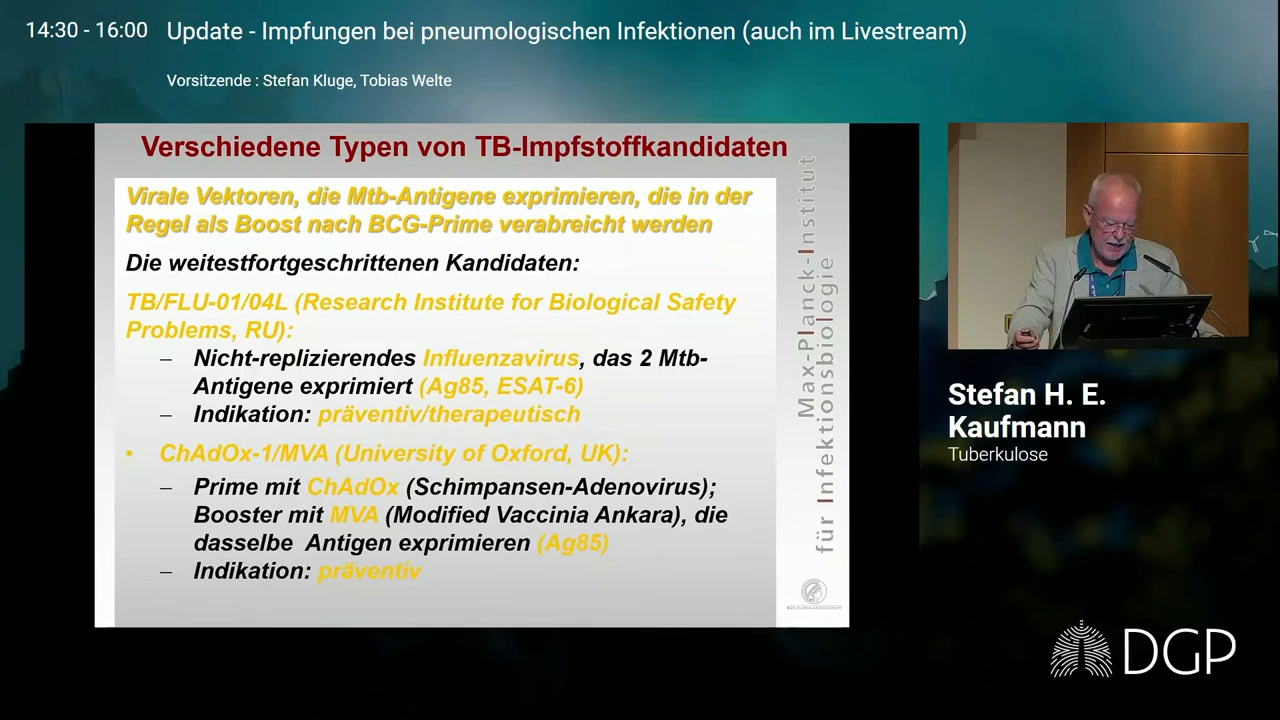 14:30 - 16:00 Update - Impfungen bei pneumologischen Infektionen (auch im Livestream)
Vorsitzende : Stefan Kluge, Tobias Welte
Verschiedene Typen von TB-Impfstoffkandidaten
Virale Vektoren, die Mtb-Antigene exprimieren, die in der
Regel als Boost nach BCG-Prime verabreicht werden
Die weitestfortgeschrittenen Kandidaten:
TB/FLU-01/04L (Research Institute for Biological Safety
Problems, RU):
– Nicht-replizierendes Influenzavirus, das 2 Mtb-
Antigene exprimiert (Ag85, ESAT-6)
– Indikation: präventiv/therapeutisch
• ChAdOx-1/MVA (University of Oxford, UK):
– Prime mit ChAdOx (Schimpansen-Adenovirus);
Booster mit MVA (Modified Vaccinia Ankara), die
dasselbe Antigen exprimieren (Ag85)
– Indikation: präventiv
Max-Planck-Institut
für Infektionsbiologie
MAX-PLANCK-GESELLSCHAFT
Stefan H. E.
Kaufmann
Tuberkulose
DGP